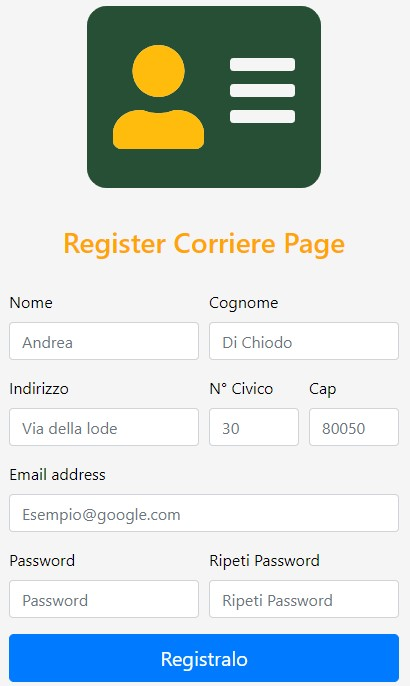 Register Corriere Page
Nome Cognome
Andrea Di Chiodo
Indirizzo N° Civico Cap
Via della lode 30 80050
Email address
Esempio@google.com
Password Ripeti Password
Password Ripeti Password
Registralo